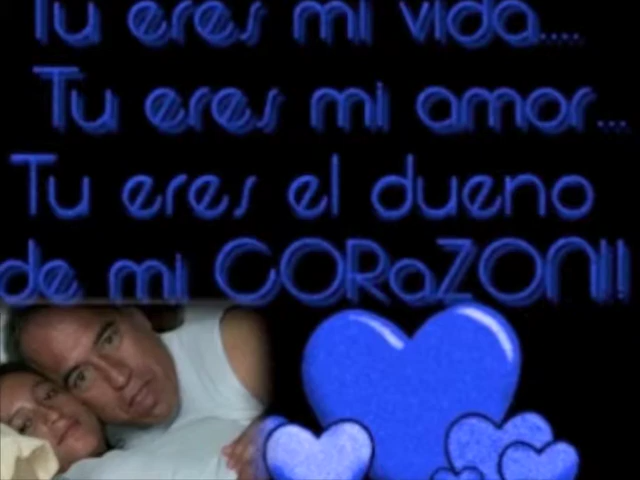 Tu eres mi vida....
Tu eres mi amor...
Tu eres el dueno
de mi CORaZON!!